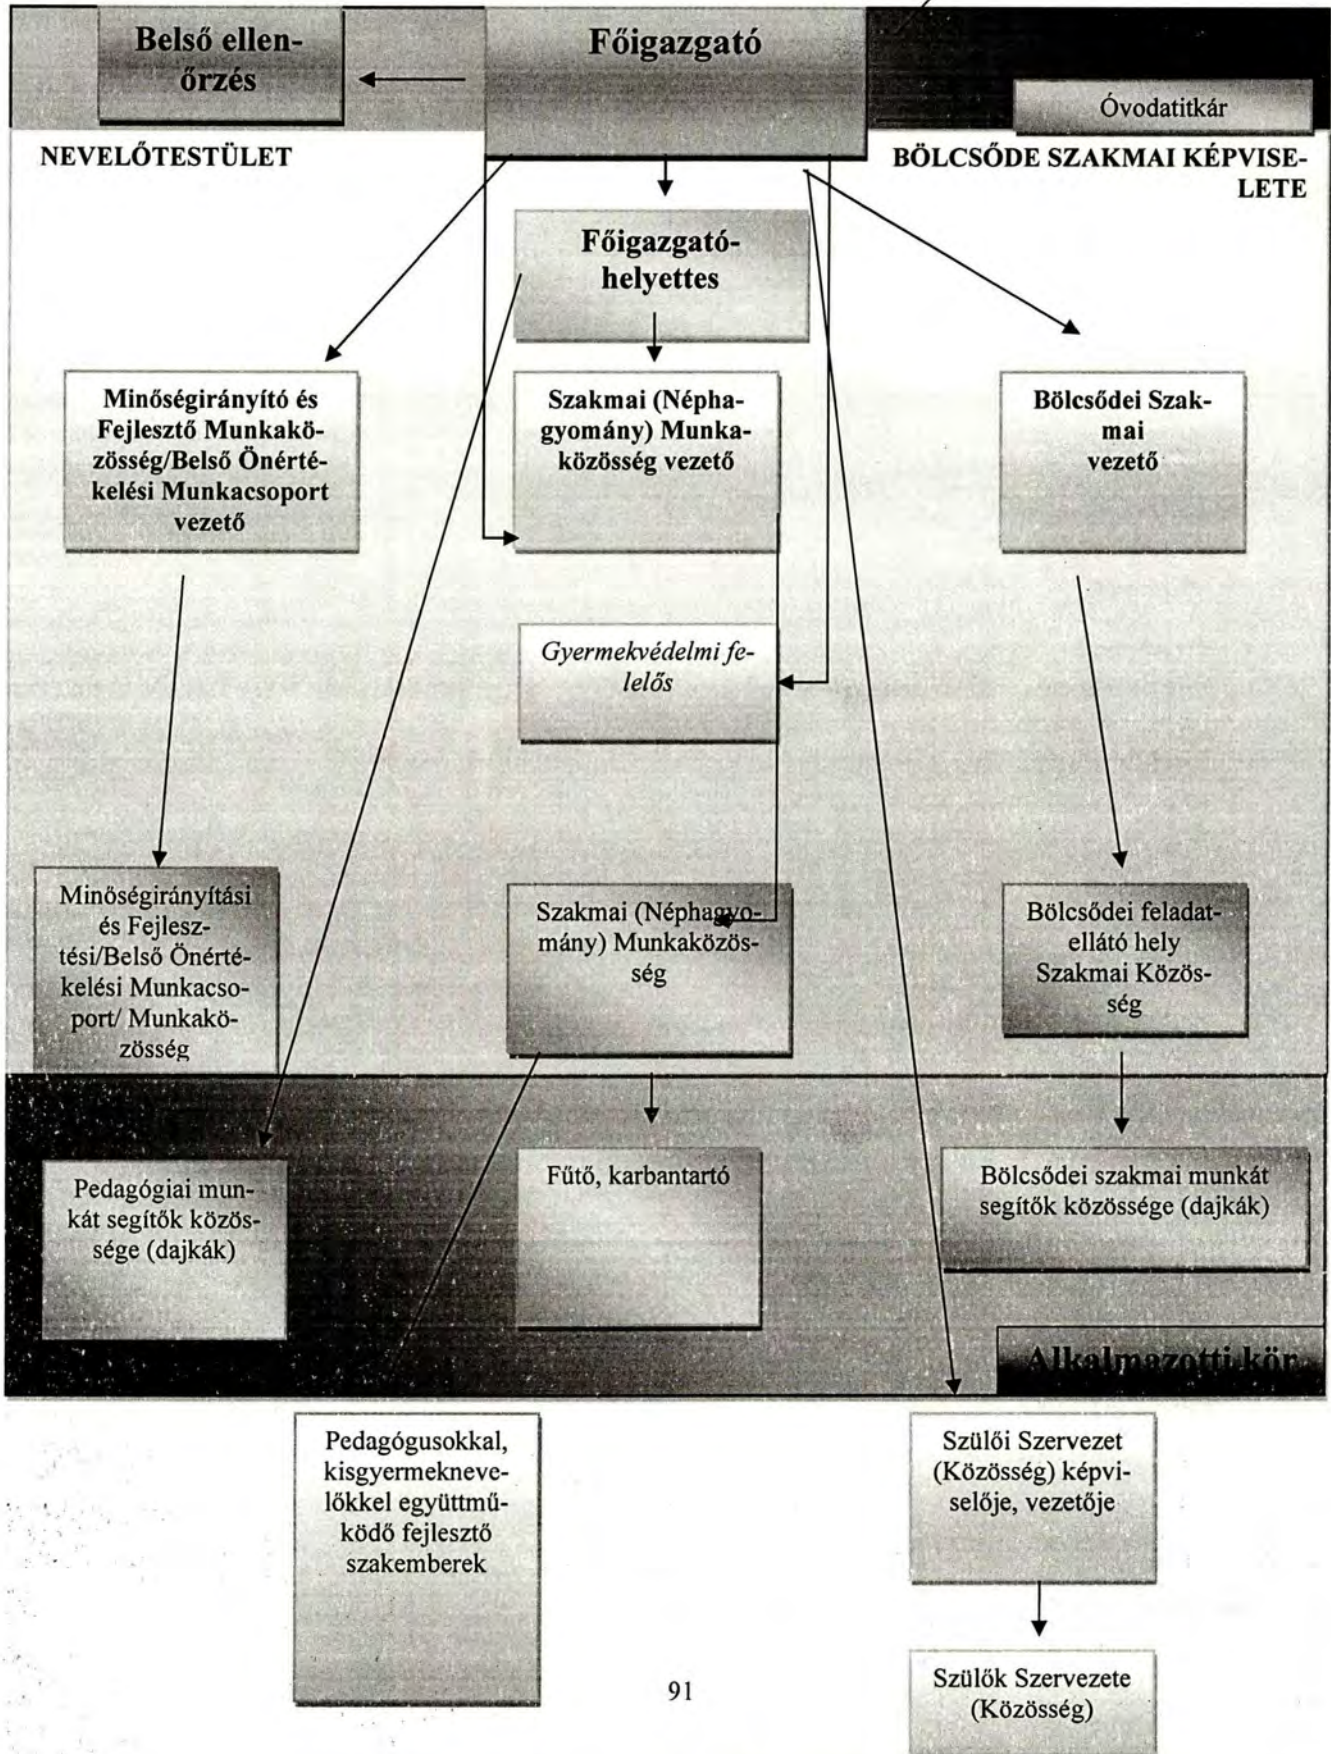 Belső ellen-
őrzés
Főigazgató
Óvodatitkár
NEVELŐTESTÜLET
BÖLCSŐDE SZAKMAI KÉPVISE-
LETE
Főigazgató-
helyettes
Minőségirányító és
Fejlesztő Munkakö-
zösség/Belső Önérté-
kelési Munkacsoport
vezető
Szakmai (Népha-
gyomány) Munka-
közösség vezető
Bölcsődei Szak-
mai
vezető
Gyermekvédelmi fe-
lelős
Minőségirányítási
és Fejlesz-
tési/Belső Önérté-
kelési Munkacso-
port/ Munkakö-
zösség
Szakmai (Néphagyo-
mány) Munkaközös-
ség
Bölcsődei feladat-
ellátó hely
Szakmai Közös-
ség
Pedagógiai mun-
kát segítők közös-
sége (dajkák)
Fűtő, karbantartó
Bölcsődei szakmai munkát
segítők közössége (dajkák)
Alkalmazotti kör
Pedagógusokkal,
kisgyermekneve-
lőkkel együttmű-
ködő fejlesztő
szakemberek
Szülői Szervezet
(Közösség) képvi-
selője, vezetője
Szülők Szervezete
(Közösség)
91